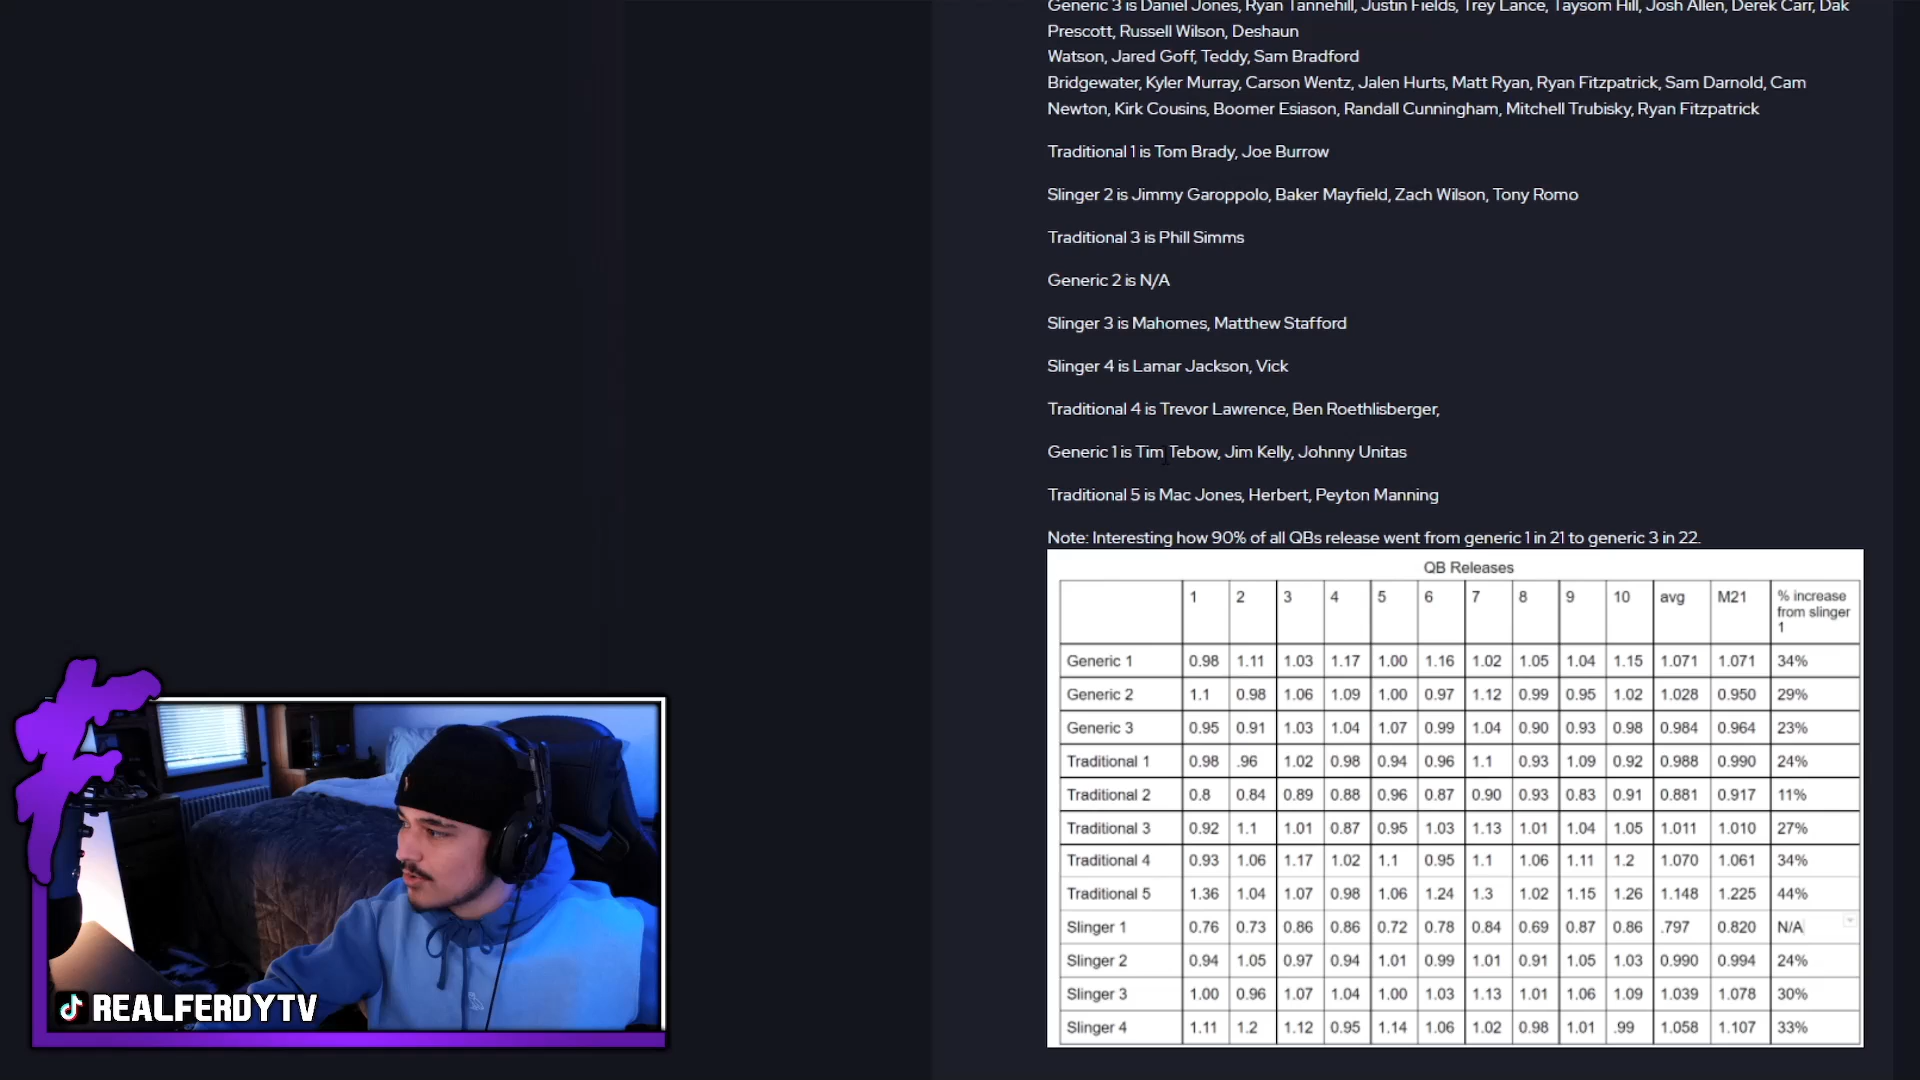 Generic 3 is Daniel Jones, Ryan Tannehill, Justin Fields, Trey Lance, Taysom Hill, Josh Allen, Derek Carr, Dak
Prescott, Russell Wilson, Deshaun
Watson, Jared Goff, Teddy, Sam Bradford
Bridgewater, Kyler Murray, Carson Wentz, Jalen Hurts, Matt Ryan, Ryan Fitzpatrick, Sam Darnold, Cam
Newton, Kirk Cousins, Boomer Esiason, Randall Cunningham, Mitchell Trubisky, Ryan Fitzpatrick
Traditional 1 is Tom Brady, Joe Burrow
Slinger 2 is Jimmy Garoppolo, Baker Mayfield, Zach Wilson, Tony Romo
Traditional 3 is Phill Simms
Generic 2 is N/A
Slinger 3 is Mahomes, Matthew Stafford
Slinger 4 is Lamar Jackson, Vick
Traditional 4 is Trevor Lawrence, Ben Roethlisberger,
Generic 1 is Tim Tebow, Jim Kelly, Johnny Unitas
Traditional 5 is Mac Jones, Herbert, Peyton Manning
Note: Interesting how 90% of all QBs release went from generic 1 in 21 to generic 3 in 22.
QB Releases
1 2 3 4 5 6 7 8 9 10 avg M21 % increase
from slinger
1
Generic 1 0.98 1.11 1.03 1.17 1.00 1.16 1.02 1.05 1.04 1.15 1.071 1.071 34%
Generic 2 1.1 0.98 1.06 1.09 1.00 0.97 1.12 0.99 0.95 1.02 1.028 0.950 29%
Generic 3 0.95 0.91 1.03 1.04 1.07 0.99 1.04 0.90 0.93 0.98 0.984 0.964 23%
Traditional 1 0.98 .96 1.02 0.98 0.94 0.96 1.1 0.93 1.09 0.92 0.988 0.990 24%
Traditional 2 0.8 0.84 0.89 0.88 0.96 0.87 0.90 0.93 0.83 0.91 0.881 0.917 11%
Traditional 3 0.92 1.1 1.01 0.87 0.95 1.03 1.13 1.01 1.04 1.05 1.011 1.010 27%
Traditional 4 0.93 1.06 1.17 1.02 1.1 0.95 1.1 1.06 1.11 1.2 1.070 1.061 34%
Traditional 5 1.36 1.04 1.07 0.98 1.06 1.24 1.3 1.02 1.15 1.26 1.148 1.225 44%
Slinger 1 0.76 0.73 0.86 0.86 0.72 0.78 0.84 0.69 0.87 0.86 .797 0.820 N/A
Slinger 2 0.94 1.05 0.97 0.94 1.01 0.99 1.01 0.91 1.05 1.03 0.990 0.994 24%
Slinger 3 1.00 0.96 1.07 1.04 1.00 1.03 1.13 1.01 1.06 1.09 1.039 1.078 30%
Slinger 4 1.11 1.2 1.12 0.95 1.14 1.06 1.02 0.98 1.01 .99 1.058 1.107 33%
REALFERDYTV